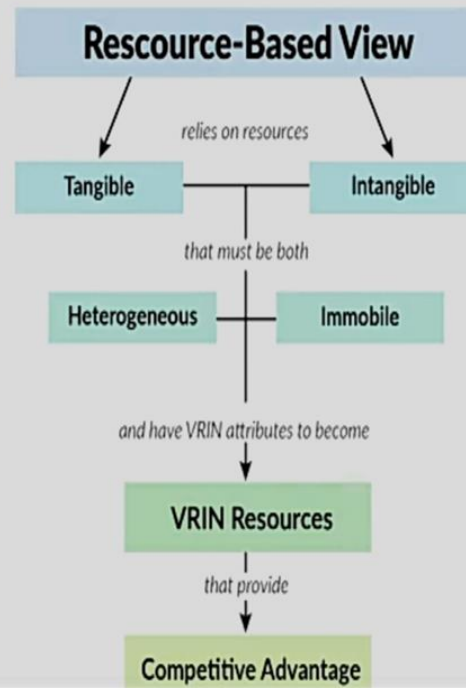 Rescource-Based View
relies on resources
Tangible
Intangible
that must be both
Heterogeneous
Immobile
and have VRIN attributes to become
VRIN Resources
that provide
Competitive Advantage